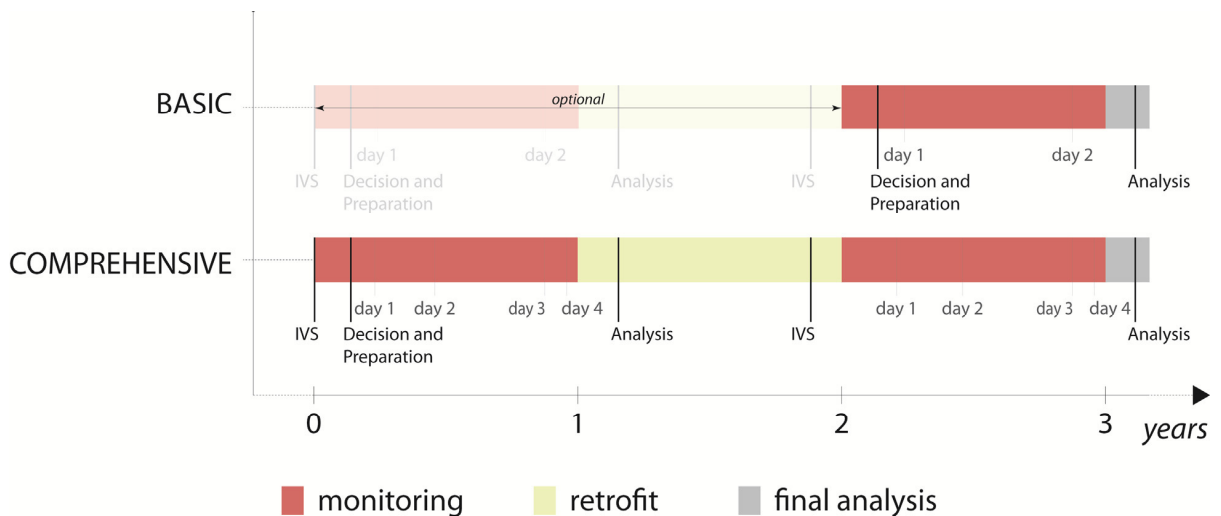 BASIC
optional
day 1
day 2
day 1
day 2
IVS
Decision and
Preparation
Analysis
IVS
Decision and
Preparation
Analysis
COMPREHENSIVE
day 1
day 2
day 3
day 4
day 1
day 2
day 3
day 4
IVS
Decision and
Preparation
Analysis
IVS
Analysis
0
1
2
3
years
monitoring
retrofit
final analysis